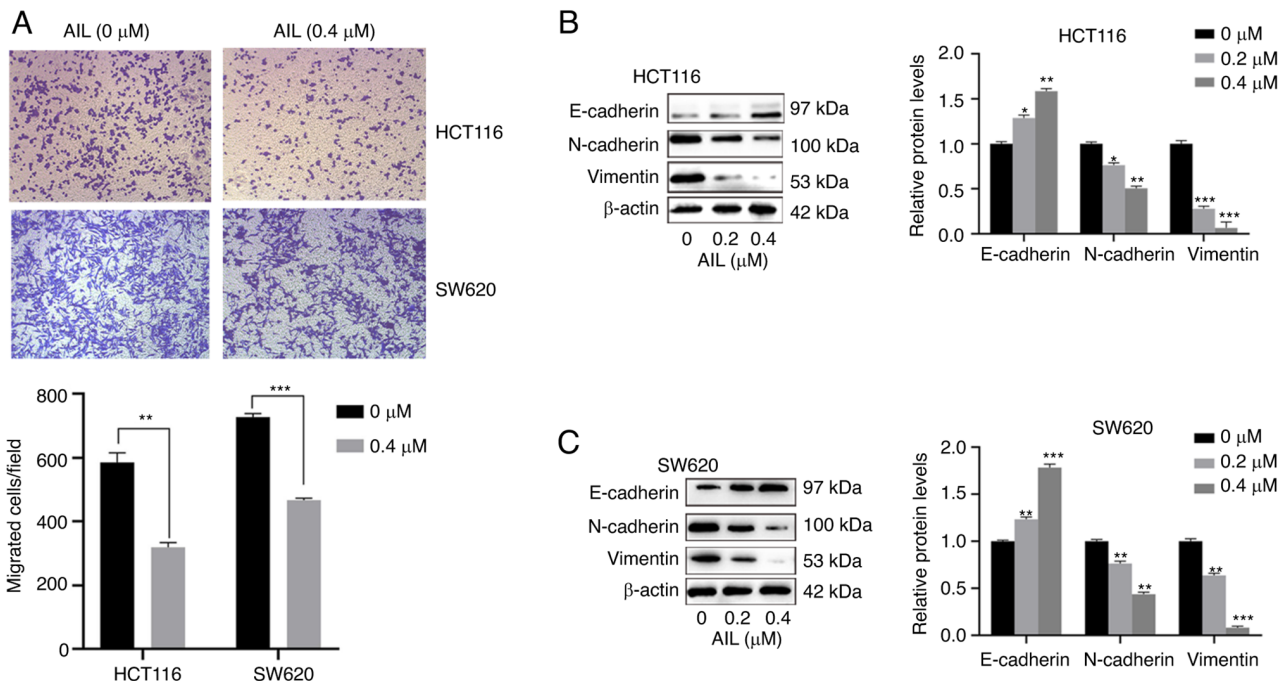 A
AIL (0 μM)
AIL (0.4 μM)
HCT116
SW620
800
600
400
200
0
Migrated cells/field
**
***
0 μM
0.4 μM
HCT116
SW620
B
HCT116
E-cadherin
97 kDa
N-cadherin
100 kDa
Vimentin
53 kDa
β-actin
42 kDa
0 0.2 0.4
AIL (μM)
HCT116
0 μM
0.2 μM
0.4 μM
Relative protein levels
2.0
1.5
1.0
0.5
0.0
*
**
*
**
***
***
E-cadherin N-cadherin Vimentin
C
SW620
E-cadherin
97 kDa
N-cadherin
100 kDa
Vimentin
53 kDa
β-actin
42 kDa
0 0.2 0.4
AIL (μM)
SW620
0 μM
0.2 μM
0.4 μM
Relative protein levels
2.0
1.5
1.0
0.5
0.0
**
***
**
**
**
***
E-cadherin N-cadherin Vimentin